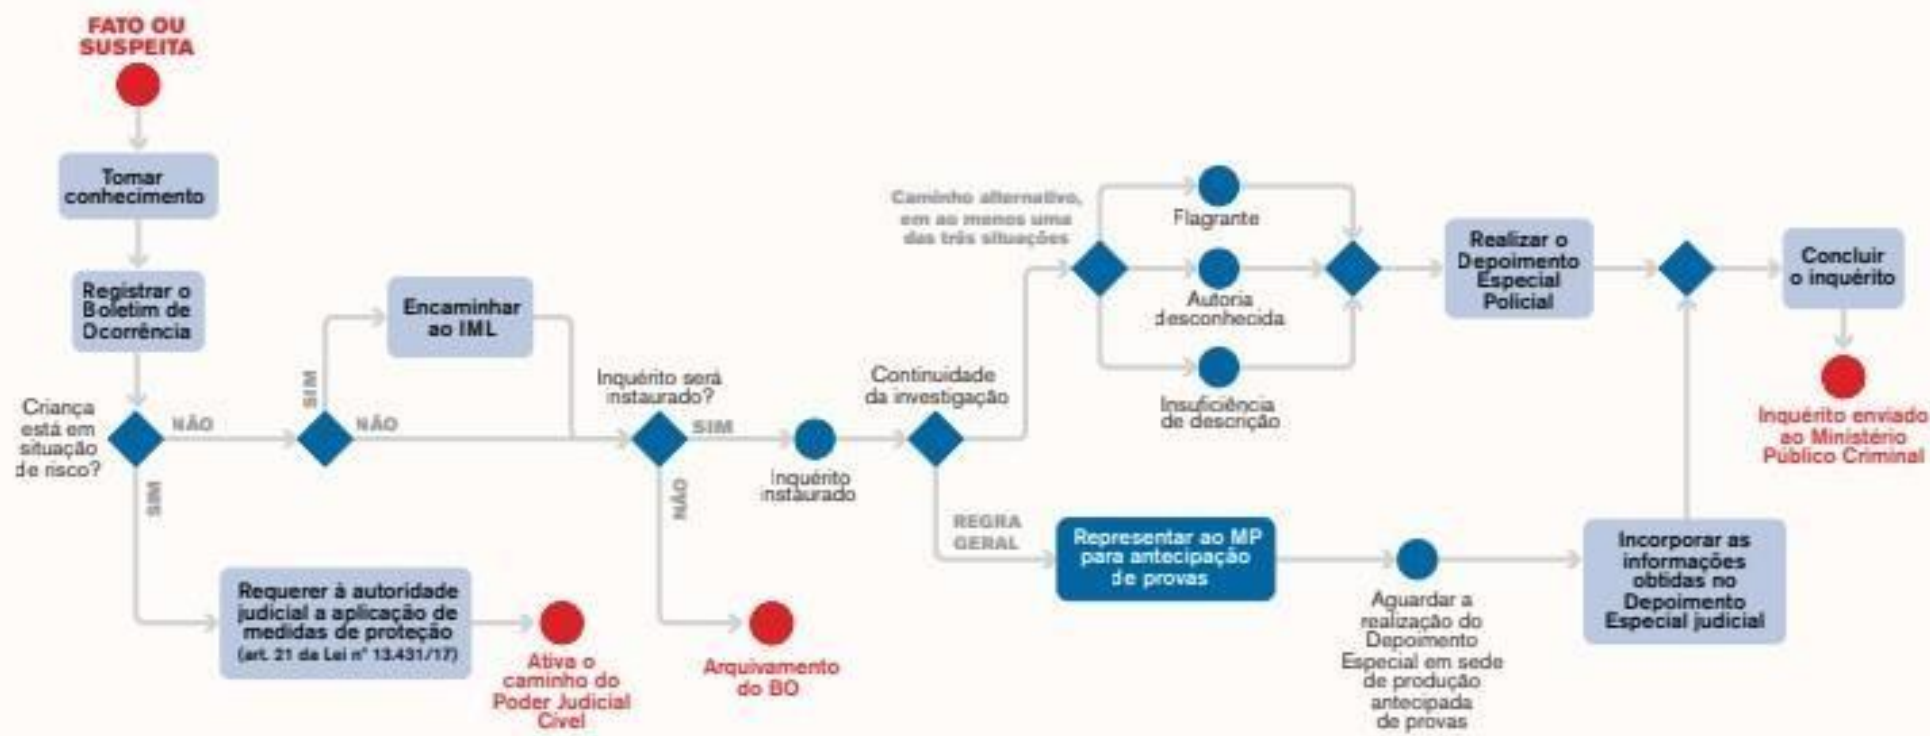 FATO OU
SUSPEITA
Tomar
conhecimento
Registrar o
Boletim de
Ocorrência
Criança
está em
situação
de risco?
NÃO
SIM
Requerer à autoridade
judicial a aplicação de
medidas de proteção
(art. 21 da Lei n° 13.431/17)
Ativa o
caminho do
Poder Judicial
Cível
SIM
NÃO
Encaminhar
ao IML
Inquérito será
instaurado?
SIM
NÃO
Arquivamento
do BO
Inquérito
instaurado
Continuidade
da investigação
Caminho alternativo,
em ao menos uma
das três situações
Flagrante
Autoria
desconhecida
Insuficiência
de descrição
Realizar o
Depoimento
Especial
Policial
REGRA
GERAL
Representar ao MP
para antecipação
de provas
Aguardar a
realização do
Depoimento
Especial em sede
de produção
antecipada
de provas
Incorporar as
informações
obtidas no
Depoimento
Especial judicial
Concluir
o inquérito
Inquérito enviado
ao Ministério
Público Criminal